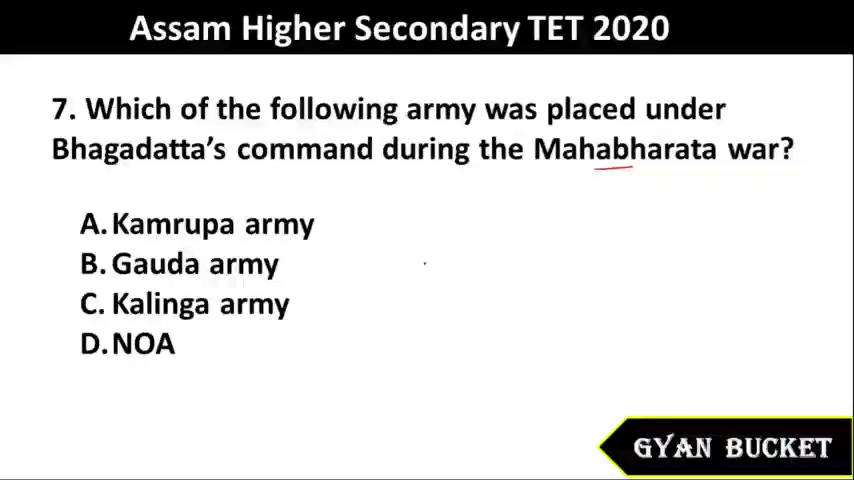 Assam Higher Secondary TET 2020
7. Which of the following army was placed under
Bhagadatta’s command during the Mahabharata war?
A. Kamrupa army
B. Gauda army
C. Kalinga army
D. NOA
GYAN BUCKET